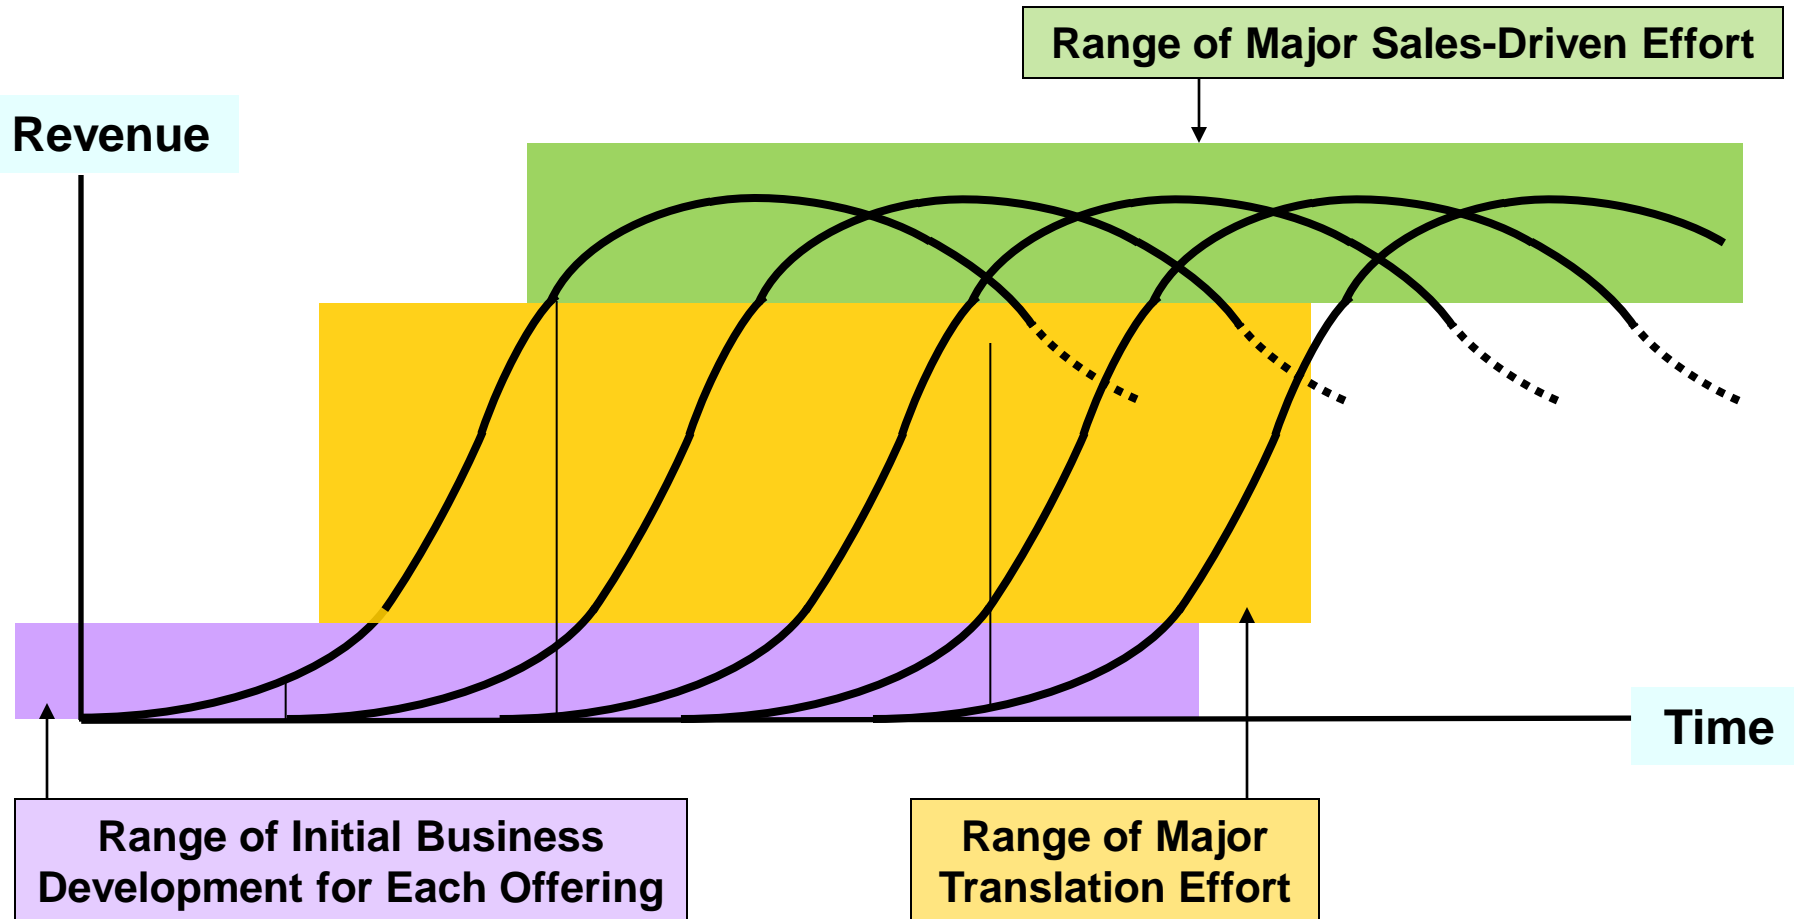 Range of Major Sales-Driven Effort
Revenue
Time
Range of Initial Business
Development for Each Offering
Range of Major
Translation Effort